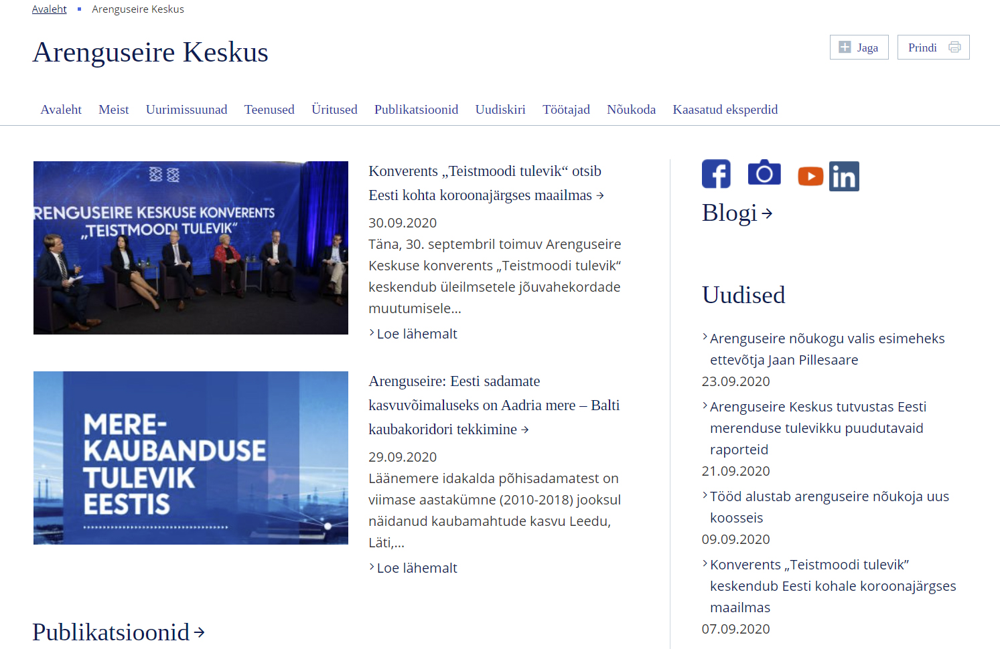 Avaleht Arenguseire Keskus
Arenguseire Keskus
Jaga
Prindi
Avaleht Meist Uurimissuunad Teenused Üritused Publikatsioonid Uudiskiri Töötajad Nõukoda Kaasatud eksperdid
RENGUSEIRE KESKUSE KONVERENTS
„TEISTMOODI TULEVIK“
Konverents „Teistmoodi tulevik“ otsib
Eesti kohta koroonajärgses maailmas
30.09.2020
Täna, 30. septembril toimuv Arenguseire
Keskuse konverents „Teistmoodi tulevik“
keskendub üleilmsetele jõuvahekordade
muutumisele...
Loe lähemalt
MERE-
KAUBANDUSE
TULEVIK
EESTIS
Arenguseire: Eesti sadamate
kasvuvõimaluseks on Aadria mere – Balti
kaubakoridori tekkimine
29.09.2020
Läänemere idakalda põhisadamatest on
viimase aastakümne (2010-2018) jooksul
näidanud kaubamahtude kasvu Leedu,
Läti,...
Loe lähemalt
Publikatsioonid
Blogi
Uudised
Arenguseire nõukogu valis esimeheks
ettevõtja Jaan Pillesaare
23.09.2020
Arenguseire Keskus tutvustas Eesti
merenduse tulevikku puudutavaid
raporteid
21.09.2020
Tööd alustab arenguseire nõukoja uus
koosseis
09.09.2020
Konverents „Teistmoodi tulevik”
keskendub Eesti kohale koroonajärgses
maailmas
07.09.2020